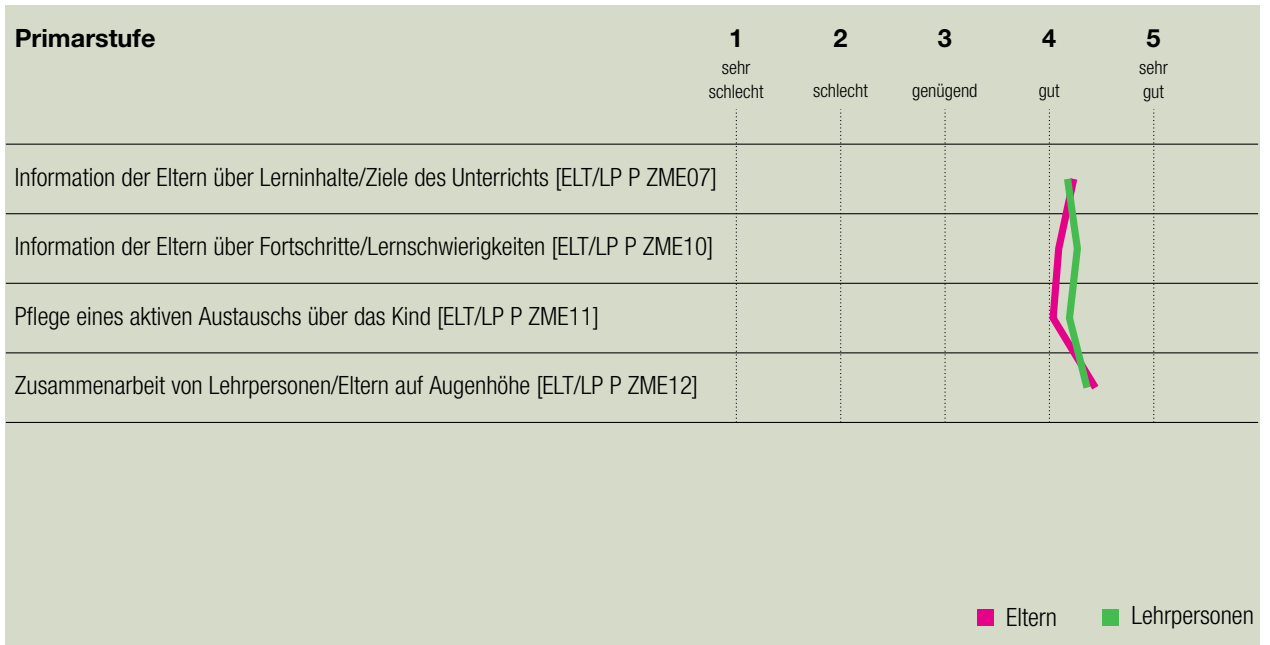 Primarstufe 1 2 3 4 5
sehr sehr
schlecht schlecht genügend gut gut
Information der Eltern über Lerninhalte/Ziele des Unterrichts [ELT/LP P ZME07]
Information der Eltern über Fortschritte/Lernschwierigkeiten [ELT/LP P ZME10]
Pflege eines aktiven Austauschs über das Kind [ELT/LP P ZME11]
Zusammenarbeit von Lehrpersonen/Eltern auf Augenhöhe [ELT/LP P ZME12]
Eltern Lehrpersonen